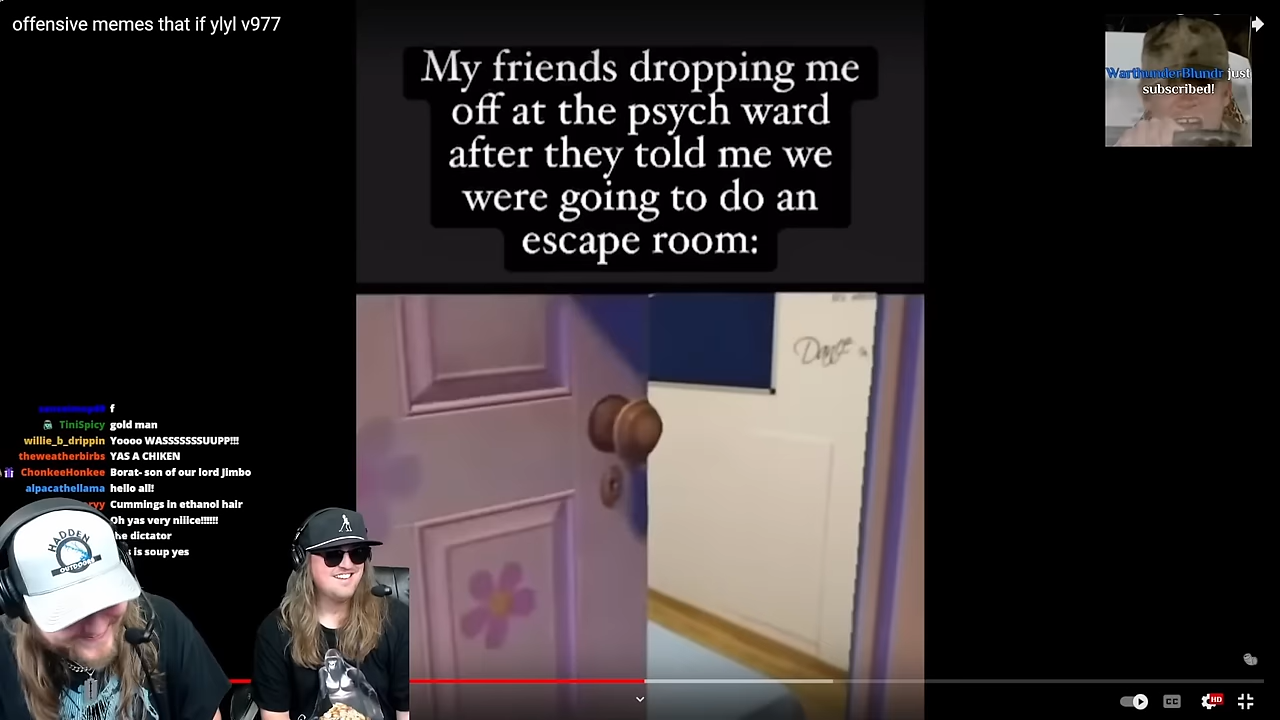 offensive memes that if ylyl v977
WarthunderBlundr just
subscribed!
My friends dropping me
off at the psych ward
after they told me we
were going to do an
escape room:
Dance
f
TiniSpicy gold man
willie_b_drippin Yoooo WASSSSSSSUUPP!!!
theweatherbirbs YAS A CHIKEN
ChonkeeHonkee Borat- son of our lord Jimbo
alpacathellama hello all!
Cummings in ethanol hair
Oh yas very niiice!!!!!!
he dictator
is soup yes
HADDEN
OUTDOORS
CC
HD